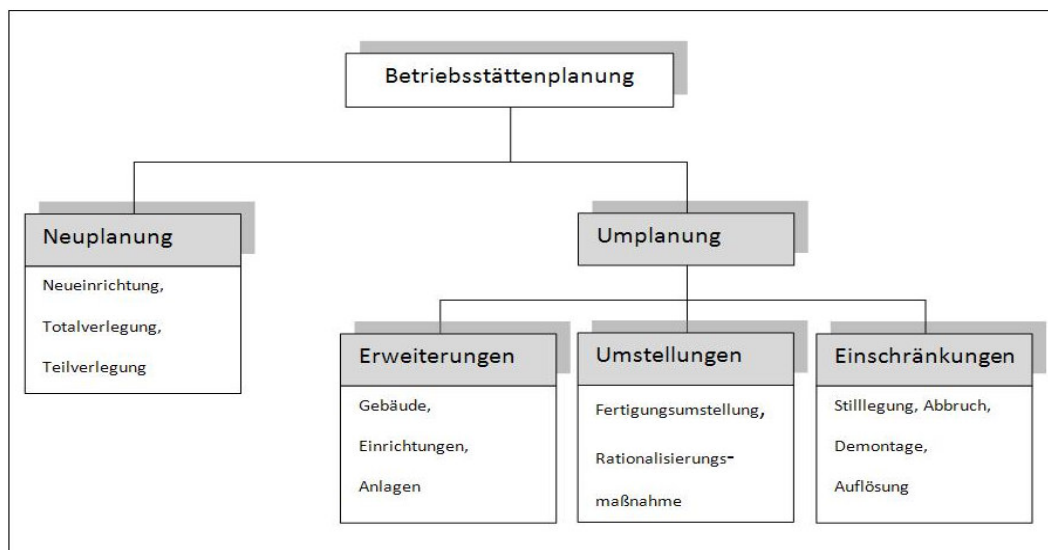 Betriebsstättenplanung
Neuplanung
Neueinrichtung,
Totalverlegung,
Teilverlegung
Umplanung
Erweiterungen
Gebäude,
Einrichtungen,
Anlagen
Umstellungen
Fertigungsumstellung,
Rationalisierungs-
maßnahme
Einschränkungen
Stilllegung, Abbruch,
Demontage,
Auflösung